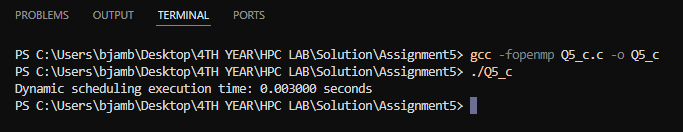 PROBLEMS OUTPUT TERMINAL PORTS
PS C:\Users\bjamb\Desktop\4TH YEAR\HPC LAB\Solution\Assignment5> gcc -fopenmp Q5_c.c -o Q5_c
PS C:\Users\bjamb\Desktop\4TH YEAR\HPC LAB\Solution\Assignment5> ./Q5_c
Dynamic scheduling execution time: 0.003000 seconds
PS C:\Users\bjamb\Desktop\4TH YEAR\HPC LAB\Solution\Assignment5>